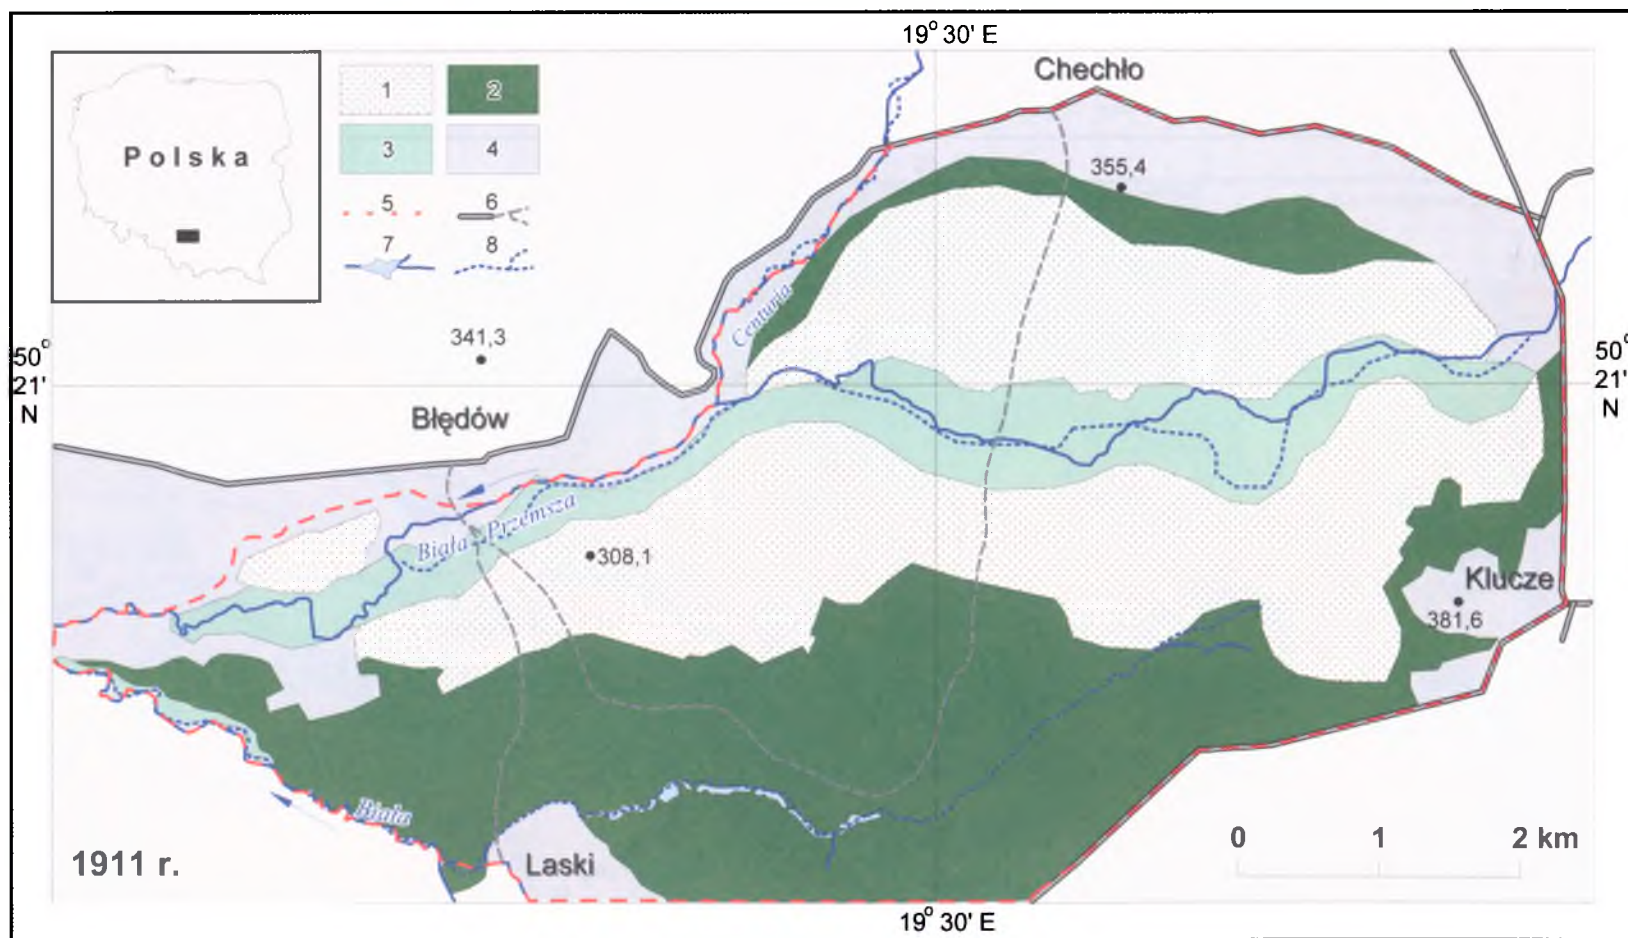 19° 30' E
Chechło
Polska
1
2
3
4
5
6
7
8
355,4
Centuria
341,3
50°
21'
N
50°
21'
N
Błędów
Biała Przemsza
308,1
Klucze
381,6
Biała
Laski
1911 r.
0 1 2 km
19° 30' E